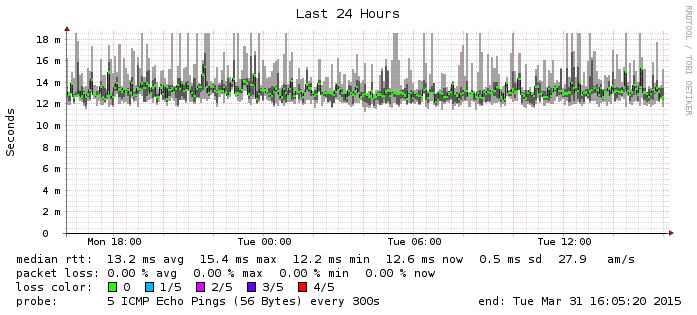 Last 24 Hours
RRDTOOL / TOBI OETIKER
Seconds
18 m
16 m
14 m
12 m
10 m
8 m
6 m
4 m
2 m
0
Mon 18:00 Tue 00:00 Tue 06:00 Tue 12:00
median rtt: 13.2 ms avg 15.4 ms max 12.2 ms min 12.6 ms now 0.5 ms sd 27.9 am/s
packet loss: 0.00 % avg 0.00 % max 0.00 % min 0.00 % now
loss color: 0 1/5 2/5 3/5 4/5
probe: 5 ICMP Echo Pings (56 Bytes) every 300s end: Tue Mar 31 16:05:20 2015